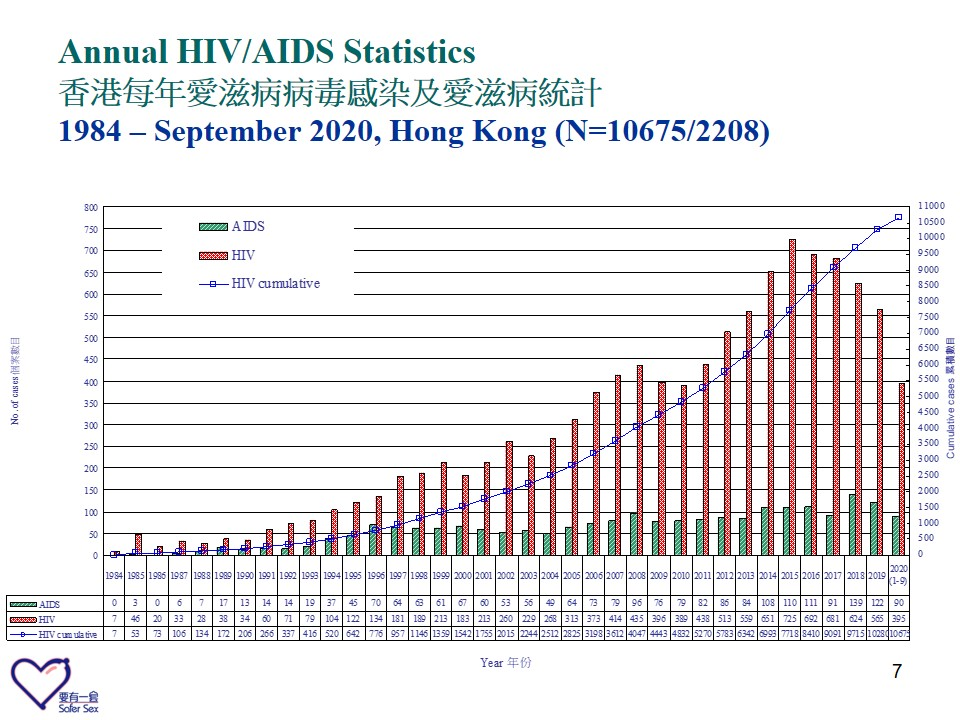 Annual HIV/AIDS Statistics
香港每年愛滋病病毒感染及愛滋病統計
1984 – September 2020, Hong Kong (N=10675/2208)
No. of cases 個案數目
800
750
700
650
600
550
500
450
400
350
300
250
200
150
100
50
0
AIDS
HIV
HIV cumulative
11000
10500
10000
9500
9000
8500
8000
7500
7000
6500
6000
5500
5000
4500
4000
3500
3000
2500
2000
1500
1000
500
0
Cumulative cases 累積數目
1984 1985 1986 1987 1988 1989 1990 1991 1992 1993 1994 1995 1996 1997 1998 1999 2000 2001 2002 2003 2004 2005 2006 2007 2008 2009 2010 2011 2012 2013 2014 2015 2016 2017 2018 2019 2020 (1-9)
AIDS 0 3 0 6 7 17 13 14 14 19 37 45 70 64 63 61 67 60 53 56 49 64 73 79 96 76 79 82 86 84 108 110 111 91 139 122 90
HIV 7 46 20 33 28 38 34 60 71 79 104 122 134 181 189 213 183 213 260 229 268 313 373 414 435 396 389 438 513 559 651 725 692 681 624 565 395
HIV cumulative 7 53 73 106 134 172 206 266 337 416 520 642 776 957 1146 1359 1542 1755 2015 2244 2512 2825 3198 3612 4047 4443 4832 5270 5783 6342 6993 7718 8410 9091 9715 10280 10675
Year 年份
要有一套
Safer Sex
7